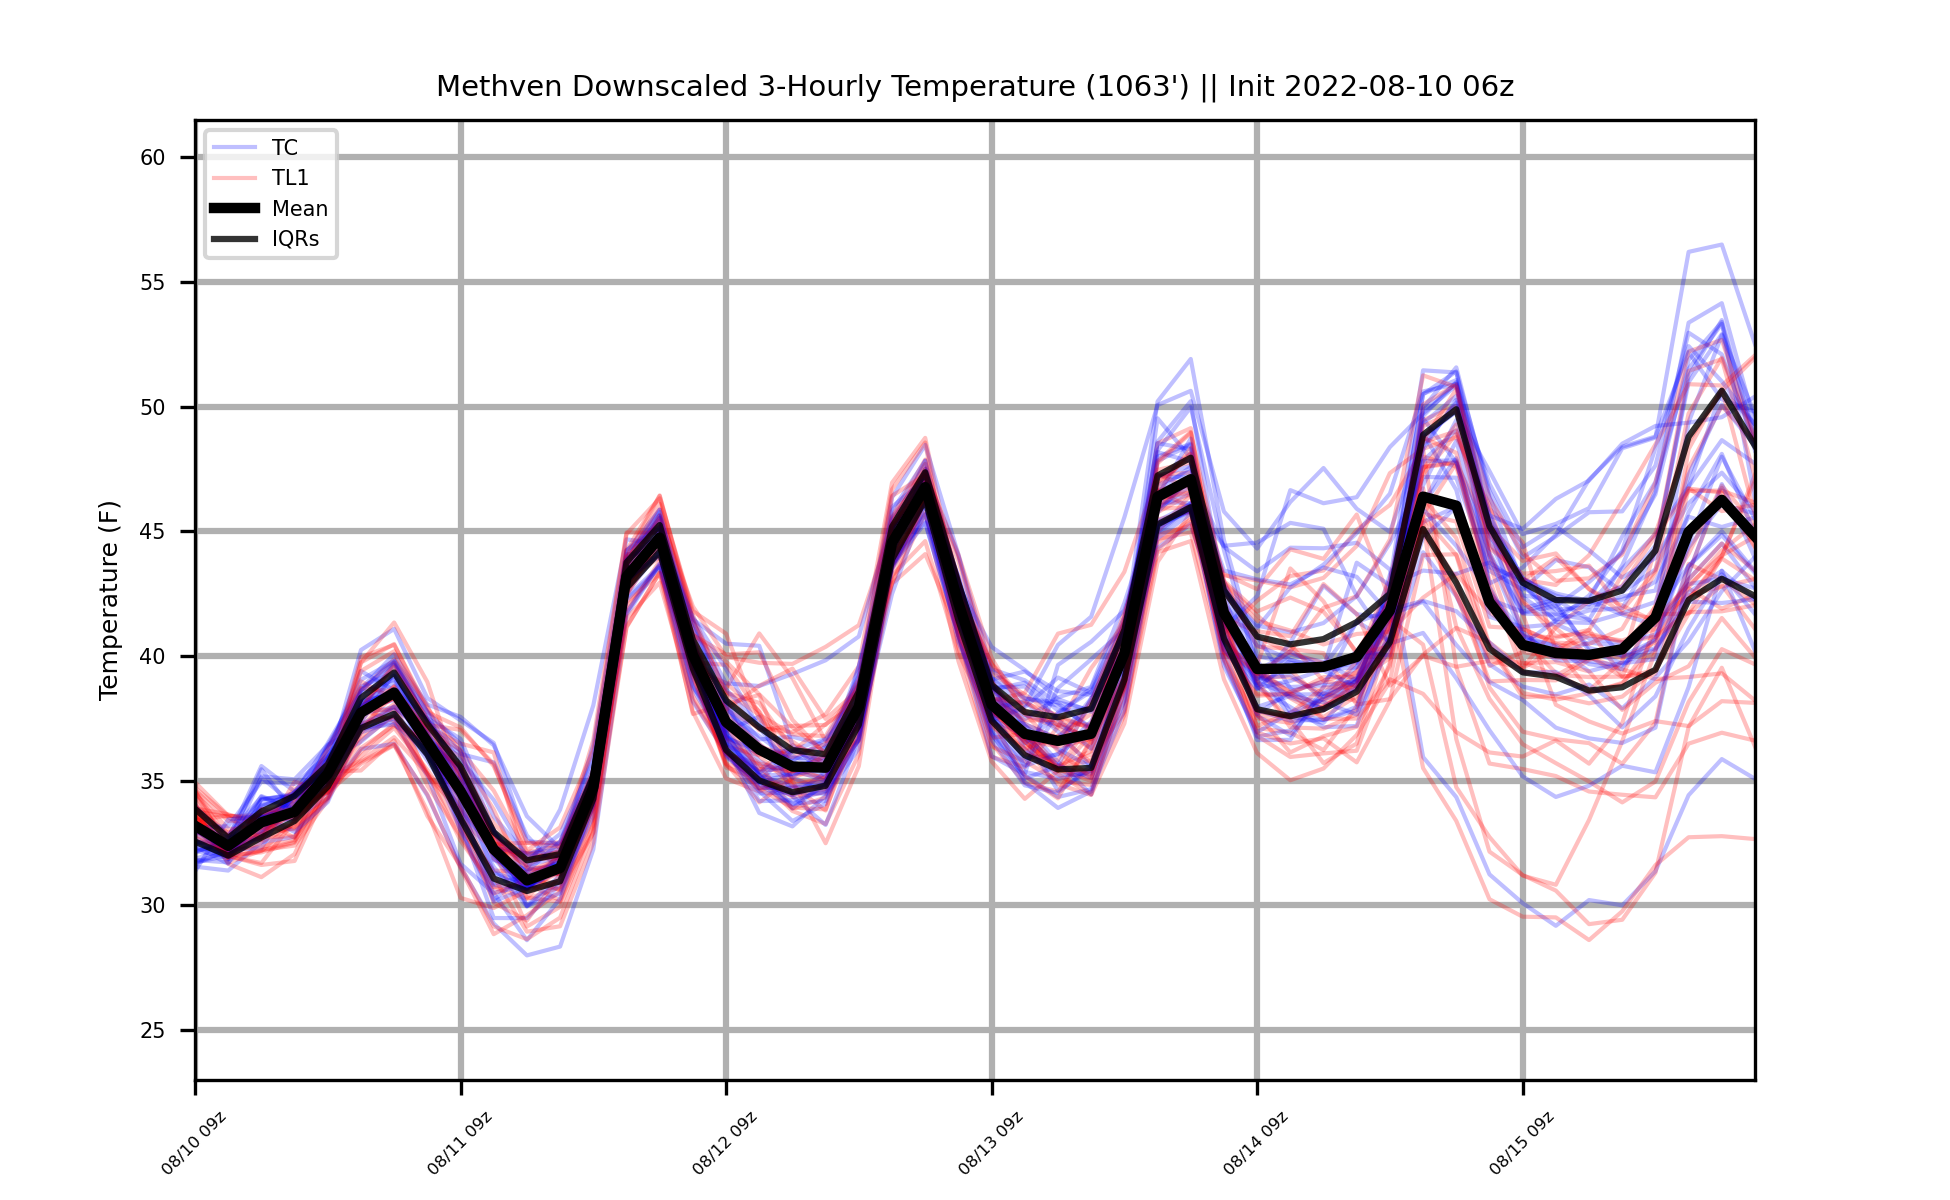 Methven Downscaled 3-Hourly Temperature (1063') || Init 2022-08-10 06z
TC
TL1
Mean
IQRs
Temperature (F)
60
55
50
45
40
35
30
25
08/10 09z
08/11 09z
08/12 09z
08/13 09z
08/14 09z
08/15 09z